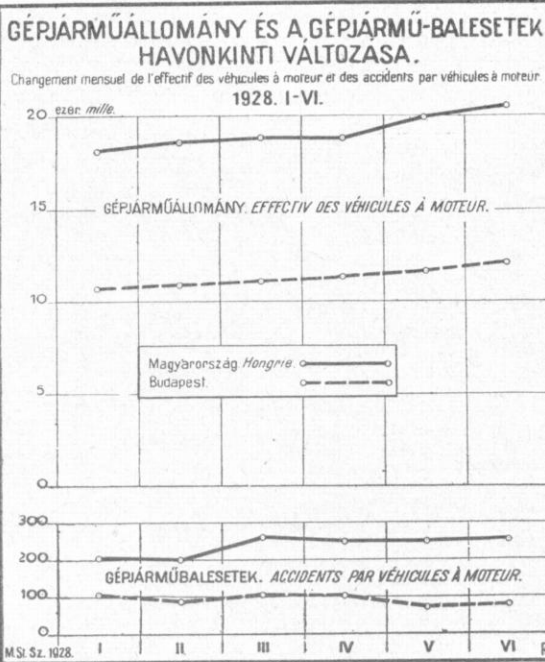 GÉPJÁRMŰÁLLOMÁNY ÉS A GÉPJÁRMŰ-BALESETEK
HAVONKINTI VÁLTOZÁSA.
Changement mensuel de l'effectif des véhicules à moteur et des accidents par véhicules à moteur.
1928. I-VI.
ezer. mille.
20
15
GÉPJÁRMŰÁLLOMÁNY. EFFECTIV DES VÉHICULES À MOTEUR.
10
Magyarország. Hongrie.
Budapest.
5
0
300
200
GÉPJÁRMŰBALESETEK. ACCIDENTS PAR VÉHICULES À MOTEUR.
100
0
M.St. Sz. 1928. I II III IV V VI